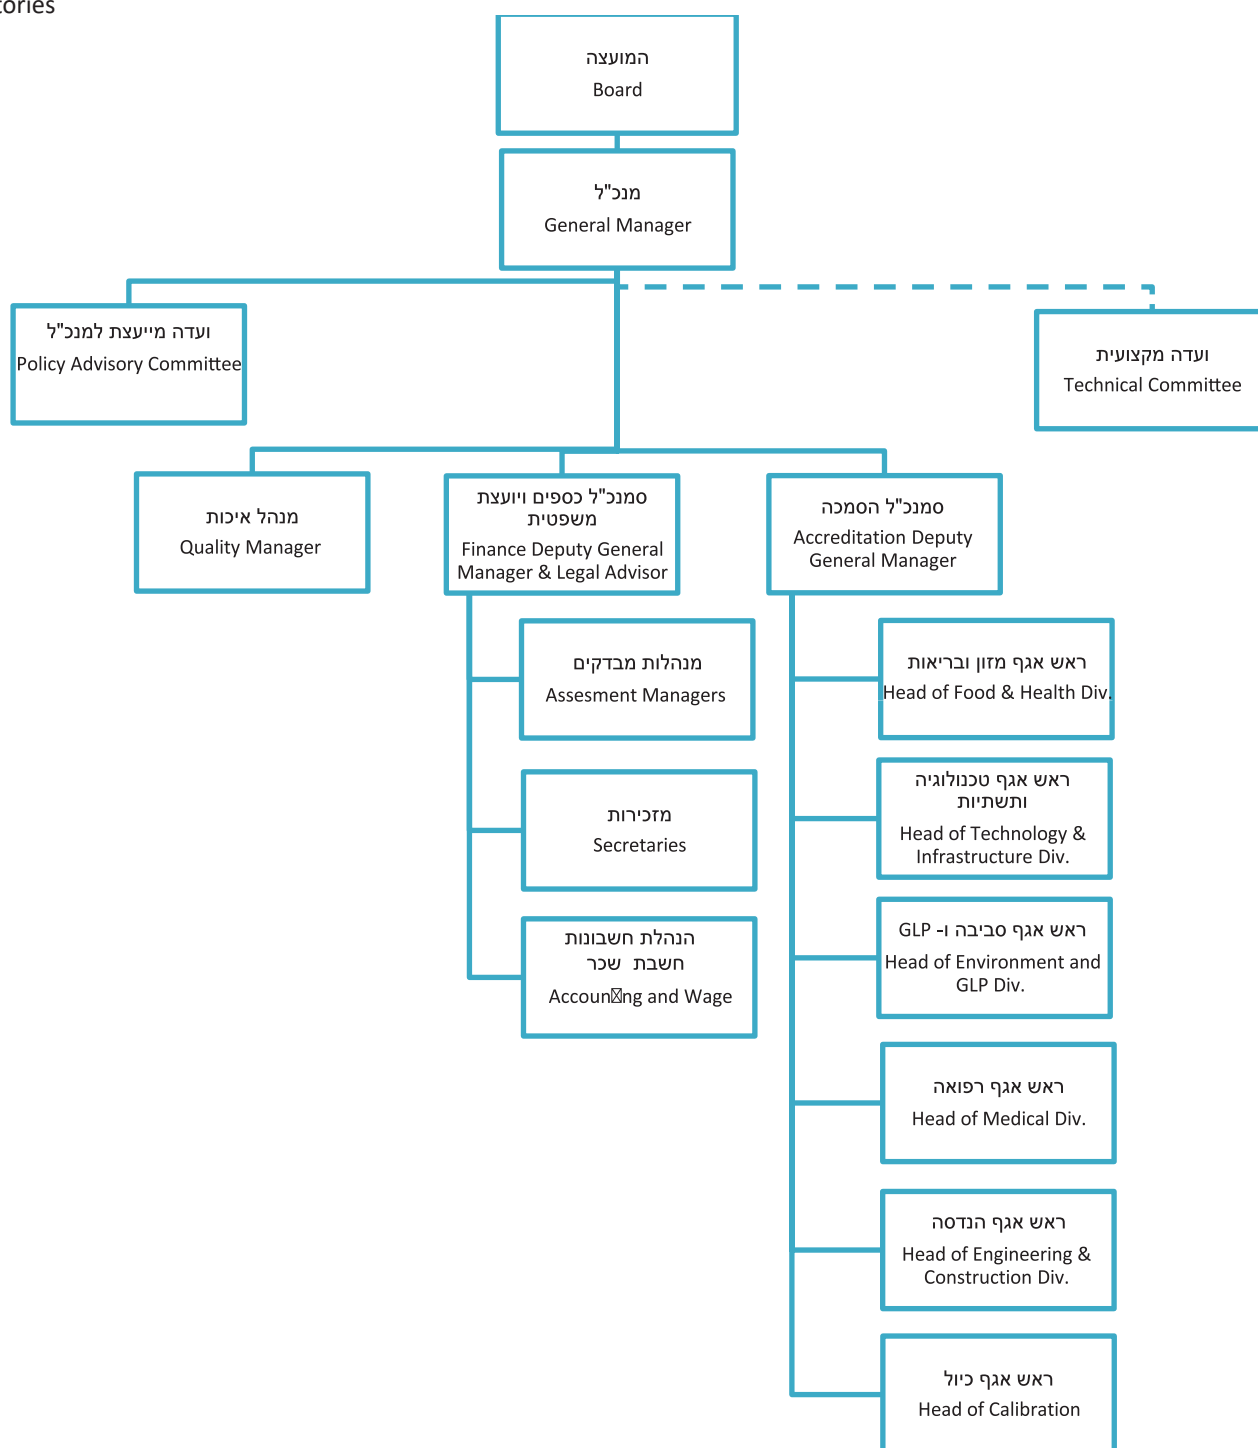 המועצה
Board
מנכ"ל
General Manager
ועדה מייעצת למנכ"ל
Policy Advisory Committee
ועדה מקצועית
Technical Committee
מנהל איכות
Quality Manager
סמנכ"ל כספים ויועצת
משפטית
Finance Deputy General
Manager & Legal Advisor
סמנכ"ל הסמכה
Accreditation Deputy
General Manager
מנהלות מבדקים
Assesment Managers
מזכירות
Secretaries
הנהלת חשבונות
חשבת שכר
and Wage
ראש אגף מזון ובריאות
Head of Food & Health Div.
ראש אגף טכנולוגיה
ותשתיות
Head of Technology &
Infrastructure Div.
ראש אגף סביבה ו- GLP
Head of Environment and
GLP Div.
ראש אגף רפואה
Head of Medical Div.
ראש אגף הנדסה
Head of Engineering &
Construction Div.
ראש אגף כיול
Head of Calibration